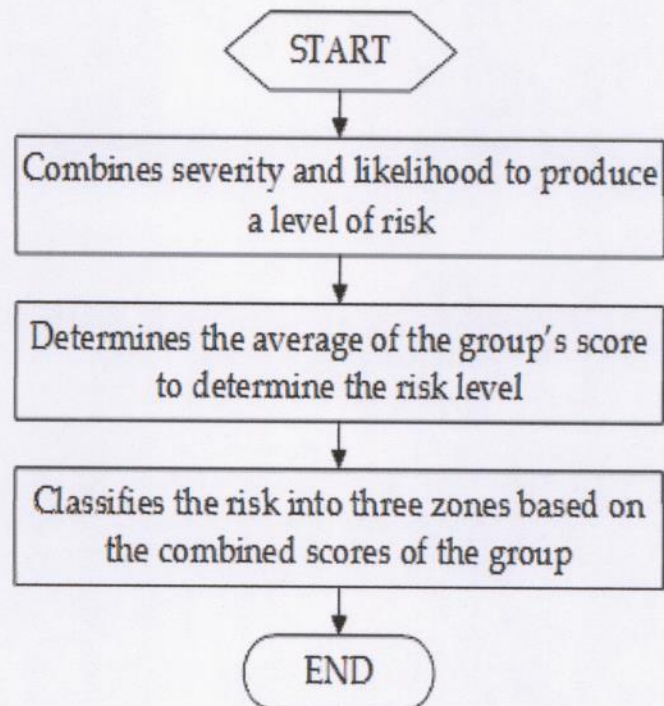 START
Combines severity and likelihood to produce
a level of risk
Determines the average of the group's score
to determine the risk level
Classifies the risk into three zones based on
the combined scores of the group
END